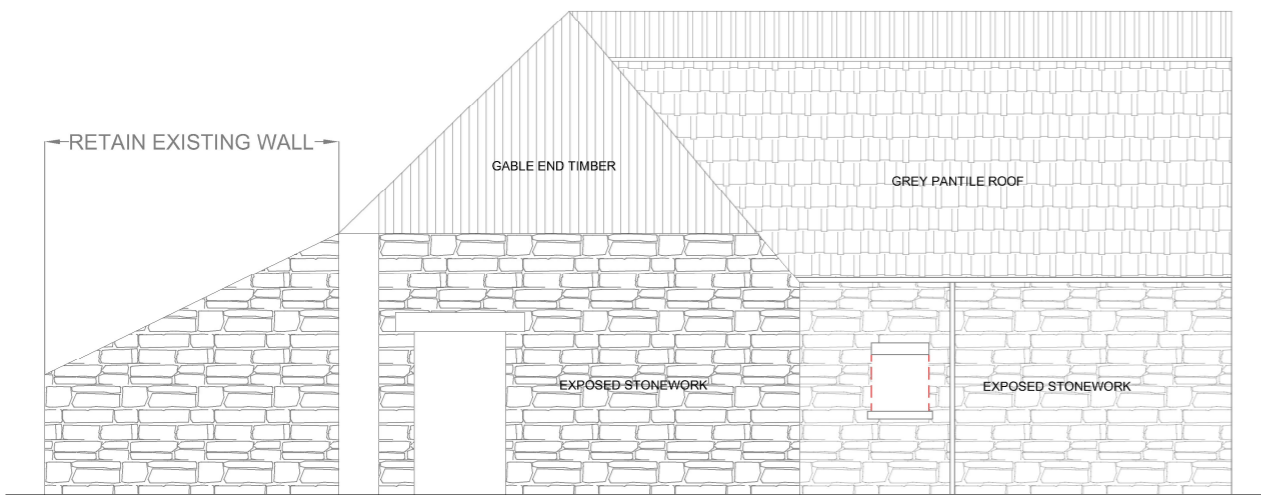 RETAIN EXISTING WALL
GABLE END TIMBER
GREY PANTILE ROOF
EXPOSED STONEWORK
EXPOSED STONEWORK